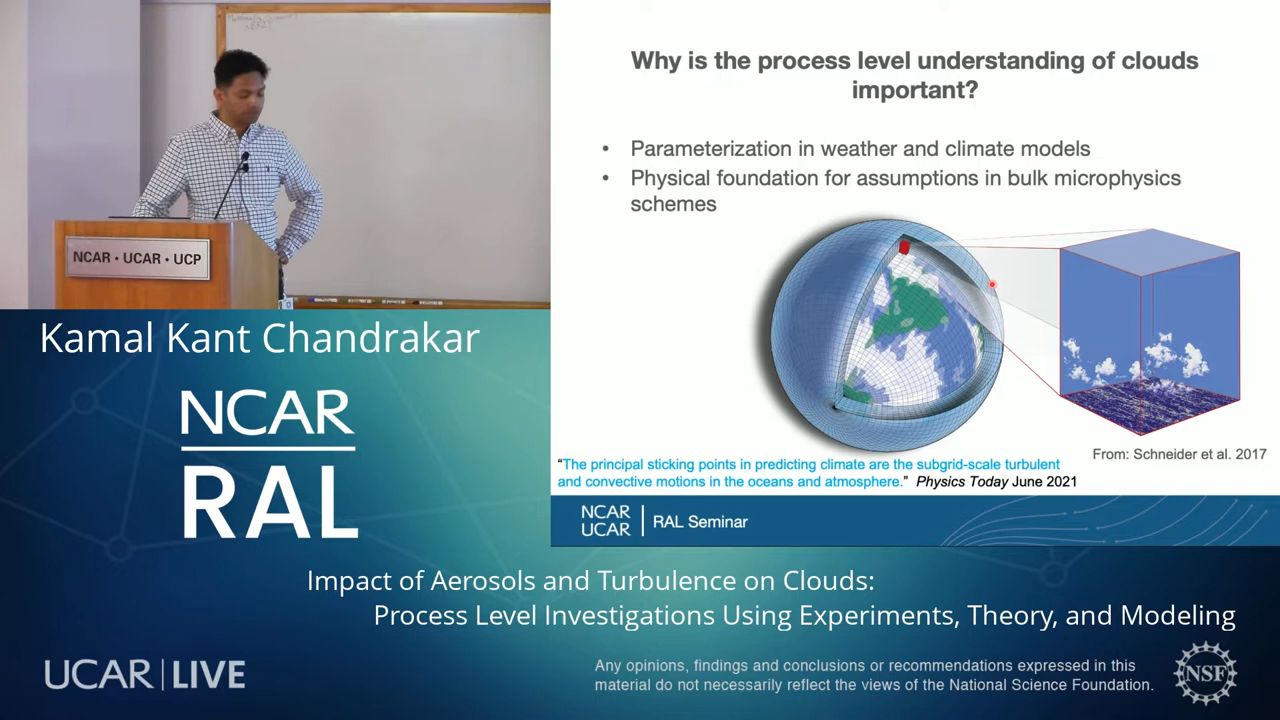 Why is the process level understanding of clouds
important?
• Parameterization in weather and climate models
• Physical foundation for assumptions in bulk microphysics
schemes
NCAR • UCAR • UCP
Kamal Kant Chandrakar
NCAR
RAL
From: Schneider et al. 2017
“The principal sticking points in predicting climate are the subgrid-scale turbulent
and convective motions in the oceans and atmosphere.” Physics Today June 2021
NCAR
UCAR
RAL Seminar
Impact of Aerosols and Turbulence on Clouds:
Process Level Investigations Using Experiments, Theory, and Modeling
UCAR | LIVE
Any opinions, findings and conclusions or recommendations expressed in this
material do not necessarily reflect the views of the National Science Foundation.
NSF